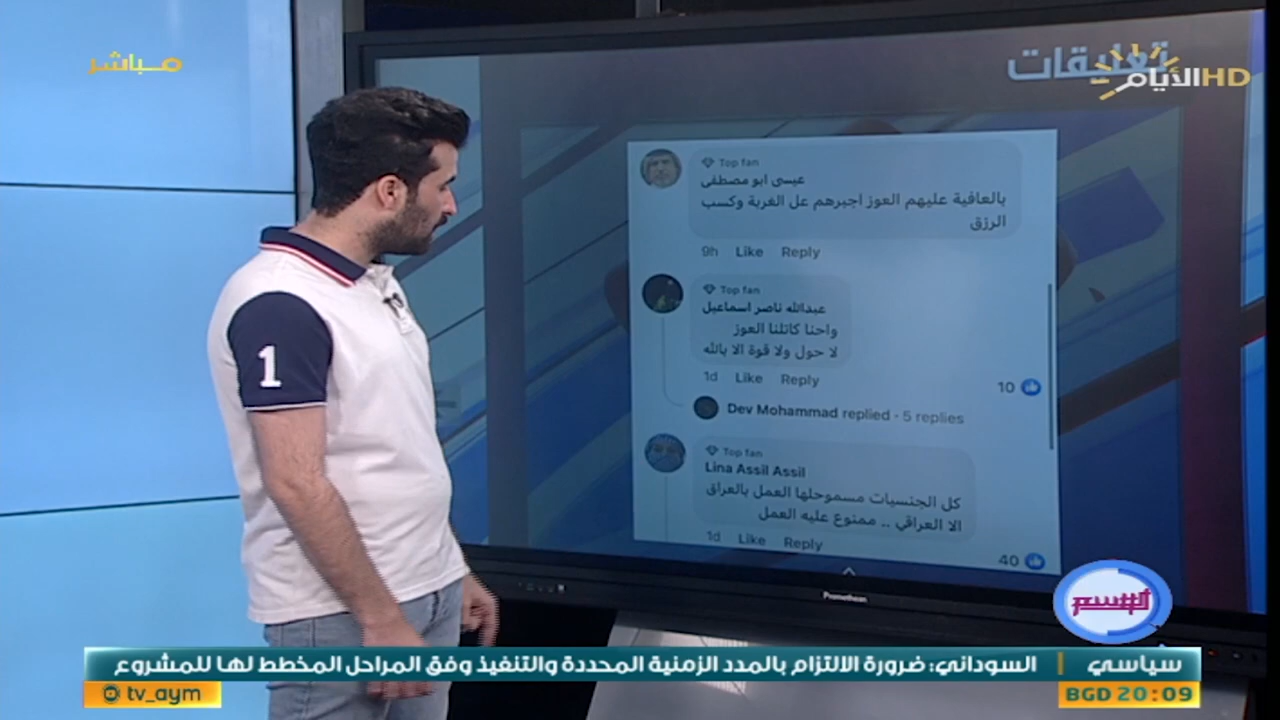 مباشر
تعليقات
الأيام HD
Top fan
عيسى ابو مصطفى
بالعافية عليهم العوز اجبرهم عل الغربة وكسب
الرزق
9h Like Reply
Top fan
عبدالله ناصر اسماعيل
واحنا كاتلنا العوز
لا حول ولا قوة الا بالله
1d Like Reply
10
Dev Mohammad replied · 5 replies
Top fan
Lina Assil Assil
كل الجنسيات مسموحلها العمل بالعراق
الا العراقي .. ممنوع عليه العمل
1d Like Reply
40
Promethean
1
سياسي | السوداني: ضرورة الالتزام بالمدد الزمنية المحددة والتنفيذ وفق المراحل المخطط لها للمشروع
tv_aym
BGD 20:09